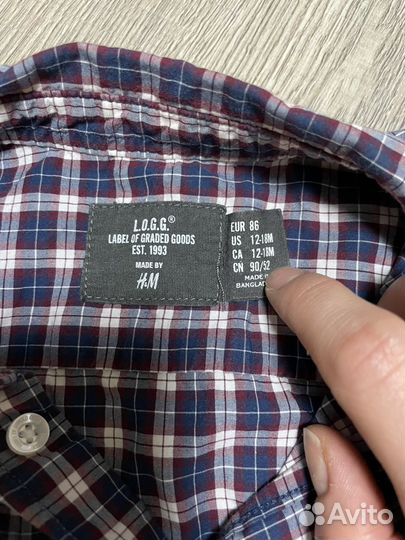 L.O.G.G.®
LABEL OF GRADED GOODS
EST. 1993
MADE BY
H&M
EUR 86
US 12-18M
CA 12-18M
CN 90/52
MADE
Avito